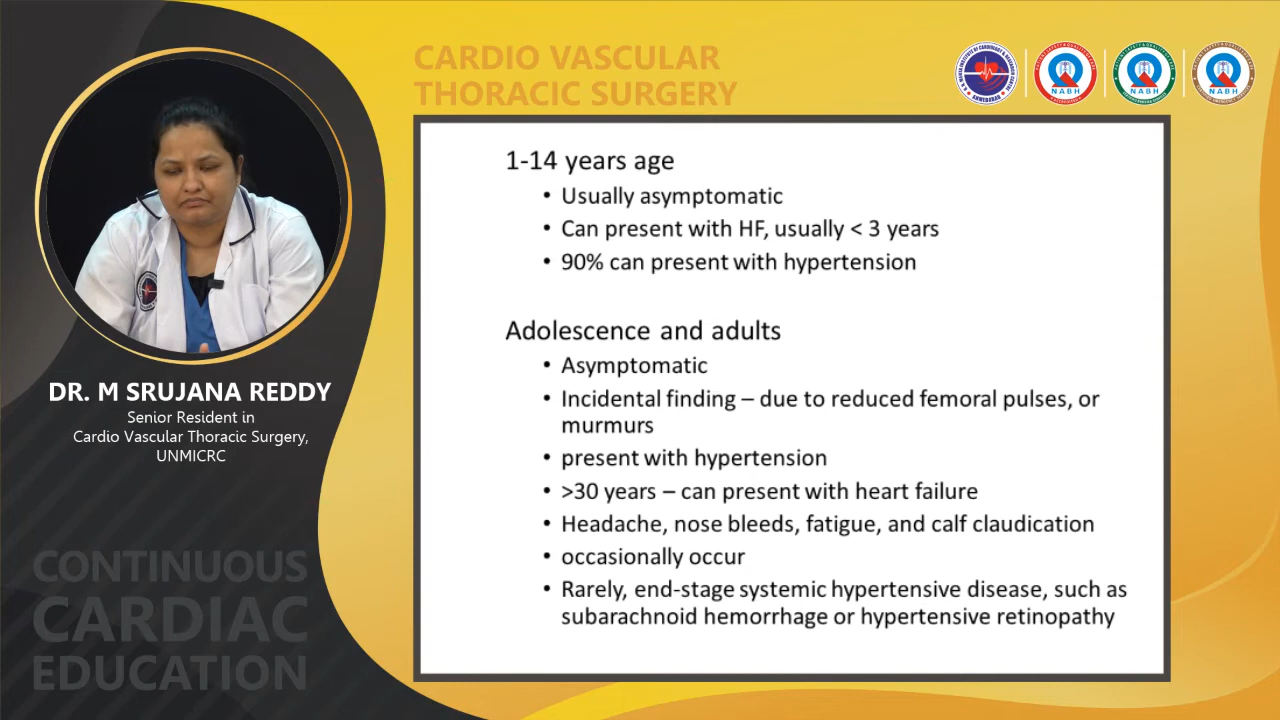 CARDIO VASCULAR
THORACIC SURGERY
NABH
NABH
NABH
1-14 years age
• Usually asymptomatic
• Can present with HF, usually < 3 years
• 90% can present with hypertension
Adolescence and adults
• Asymptomatic
• Incidental finding – due to reduced femoral pulses, or
murmurs
• present with hypertension
• >30 years – can present with heart failure
• Headache, nose bleeds, fatigue, and calf claudication
• occasionally occur
• Rarely, end-stage systemic hypertensive disease, such as
subarachnoid hemorrhage or hypertensive retinopathy
DR. M SRUJANA REDDY
Senior Resident in
Cardio Vascular Thoracic Surgery,
UNMICRC
CONTINUOUS
CARDIAC
EDUCATION